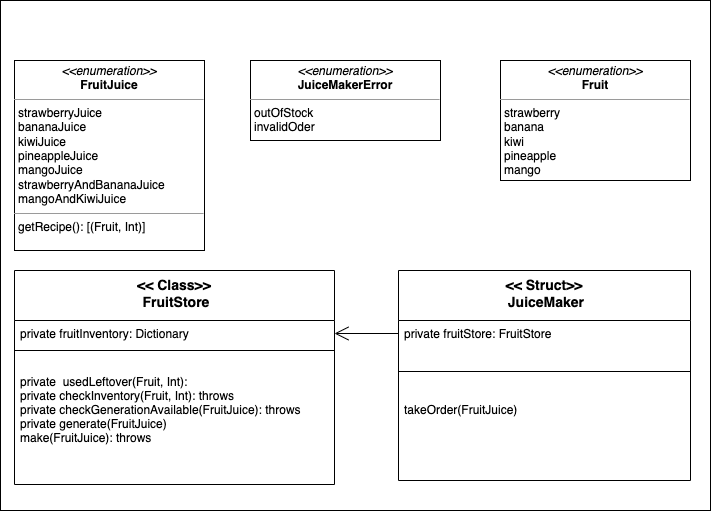 <<enumeration>>
FruitJuice
strawberryJuice
bananaJuice
kiwiJuice
pineappleJuice
mangoJuice
strawberryAndBananaJuice
mangoAndKiwiJuice
getRecipe(): [(Fruit, Int)]
<<enumeration>>
JuiceMakerError
outOfStock
invalidOder
<<enumeration>>
Fruit
strawberry
banana
kiwi
pineapple
mango
<< Class>>
FruitStore
private fruitInventory: Dictionary
private  usedLeftover(Fruit, Int):
private checkInventory(Fruit, Int): throws
private checkGenerationAvailable(FruitJuice): throws
private generate(FruitJuice)
make(FruitJuice): throws
<< Struct>>
JuiceMaker
private fruitStore: FruitStore
takeOrder(FruitJuice)